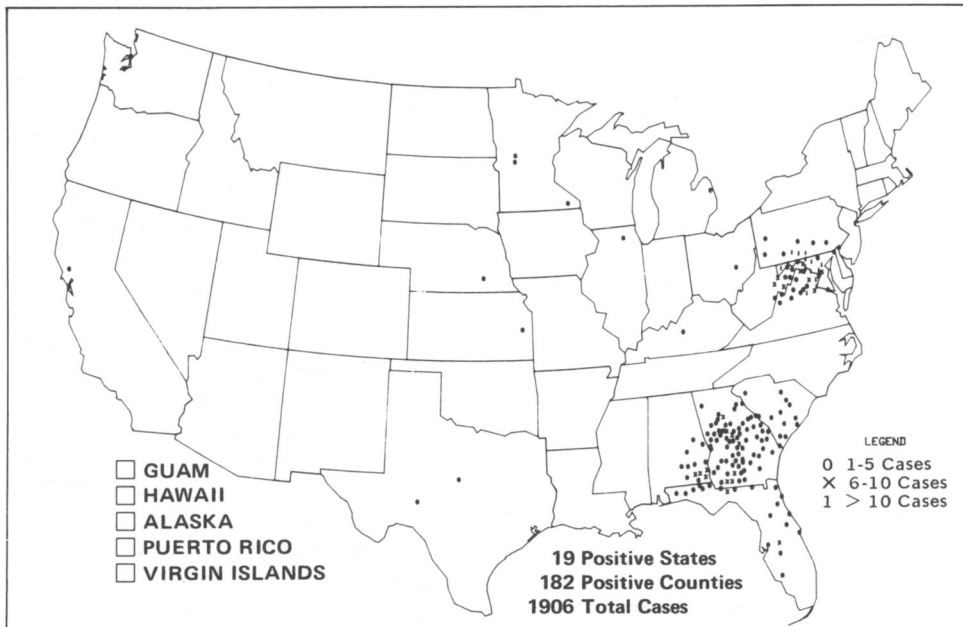 GUAM
HAWAII
ALASKA
PUERTO RICO
VIRGIN ISLANDS
19 Positive States
182 Positive Counties
1906 Total Cases
LEGEND
0 1-5 Cases
X 6-10 Cases
1 > 10 Cases